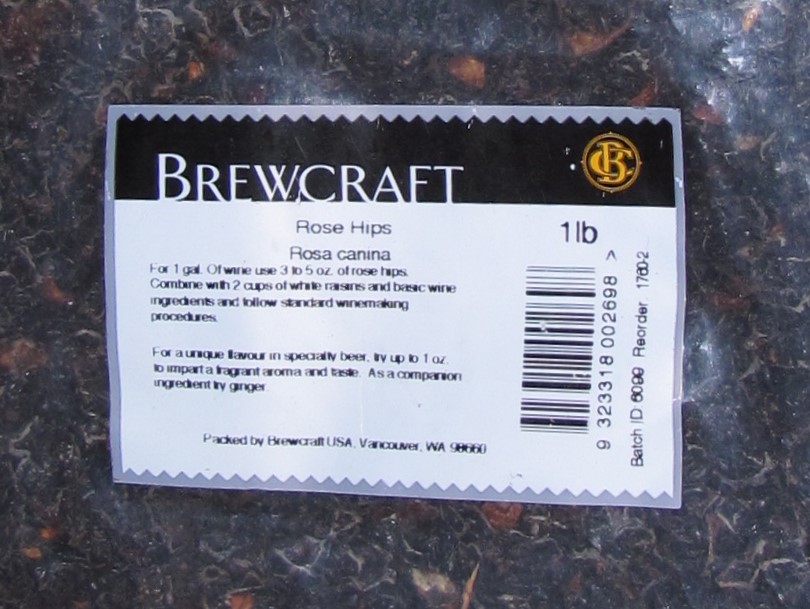 BREWCRAFT
Rose Hips
1lb
Rosa canina
For 1 gal. Of wine use 3 to 5 oz. of rose hips.
Combine with 2 cups of white raisins and basic wine
ingredients and follow standard winemaking
procedures.
For a unique flavour in specialty beer, try up to 1 oz.
to impart a fragrant aroma and taste. As a companion
ingredient try ginger.
Packed by Brewcraft USA, Vancouver, WA 98660
9 323318 002698 >
Batch ID 6099 Reorder 1760-2